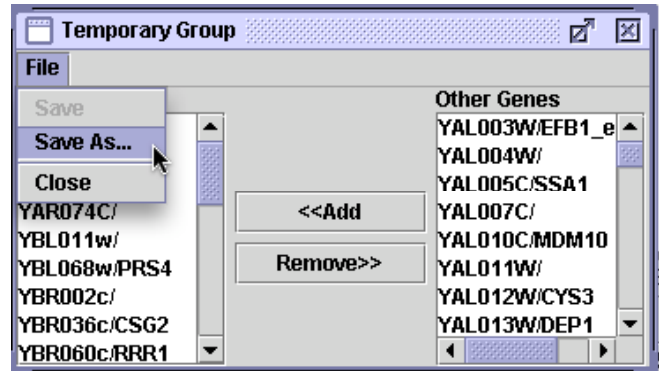 Temporary Group
File
Save
Save As...
Close
YAR074C/
YBL011w/
YBL068w/PRS4
YBR002c/
YBR036c/CSG2
YBR060c/RRR1
<<Add
Remove>>
Other Genes
YAL003W/EFB1_e
YAL004W/
YAL005C/SSA1
YAL007C/
YAL010C/MDM10
YAL011W/
YAL012W/CYS3
YAL013W/DEP1